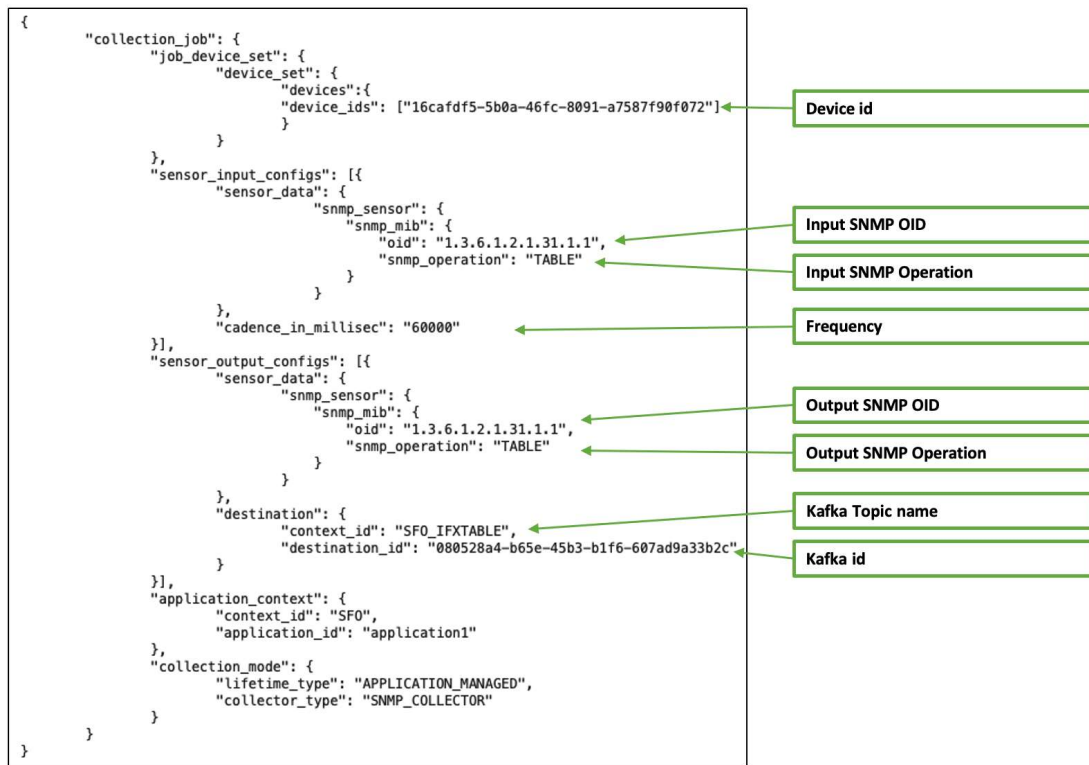 {
"collection_job": {
"job_device_set": {
"device_set": {
"devices":{
"device_ids": ["16cafdf5-5b0a-46fc-8091-a7587f90f072"]
}
}
},
"sensor_input_configs": [{
"sensor_data": {
"snmp_sensor": {
"snmp_mib": {
"oid": "1.3.6.1.2.1.31.1.1",
"snmp_operation": "TABLE"
}
}
},
"cadence_in_millisec": "60000"
}],
"sensor_output_configs": [{
"sensor_data": {
"snmp_sensor": {
"snmp_mib": {
"oid": "1.3.6.1.2.1.31.1.1",
"snmp_operation": "TABLE"
}
}
},
"destination": {
"context_id": "SFO_IFXTABLE",
"destination_id": "080528a4-b65e-45b3-b1f6-607ad9a33b2c"
}
}],
"application_context": {
"context_id": "SFO",
"application_id": "application1"
},
"collection_mode": {
"lifetime_type": "APPLICATION_MANAGED",
"collector_type": "SNMP_COLLECTOR"
}
}
}
Device id
Input SNMP OID
Input SNMP Operation
Frequency
Output SNMP OID
Output SNMP Operation
Kafka Topic name
Kafka id